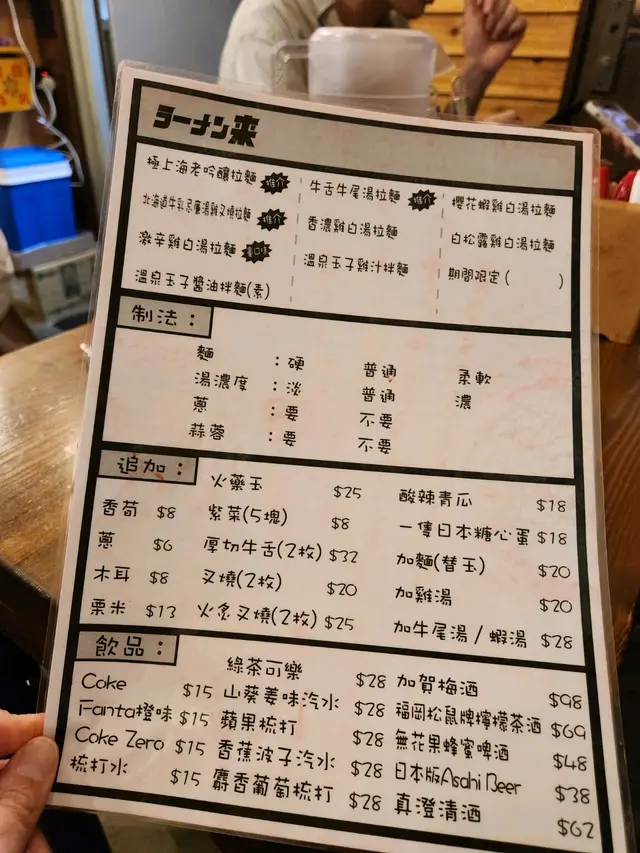 ラーメン来
極上海老吟釀拉麵 推介
北海道牛乳尽廉湯雞叉燒拉麵 推介
激辛雞白湯拉麵 重口味
溫泉玉子醬油拌麵(素)
牛舌牛尾湯拉麵 推介
香濃雞白湯拉麵
溫泉玉子雞汁拌麵
櫻花蝦雞白湯拉麵
白松露雞白湯拉麵
期間限定( )
制法：
麵 ：硬 普通 柔軟
湯濃度 ：淡 普通 濃
蔥 ：要 不要
蒜蓉 ：要 不要
追加：
香荀 $8
蔥 $6
木耳 $8
栗米 $13
火藥玉 $25
紫菜(5塊) $8
厚切牛舌(2枚) $32
叉燒(2枚) $20
火炙叉燒(2枚) $25
酸辣青瓜 $18
一隻日本糖心蛋 $18
加麵(替玉) $20
加雞湯 $20
加牛尾湯/蝦湯 $28
飲品：
Coke $15
Fanta橙味 $15
Coke Zero $15
梳打水 $15
綠茶可樂 $28
山葵姜味汽水 $28
蘋果梳打 $28
香蕉波子汽水 $28
麝香葡萄梳打 $28
加賀梅酒 $98
福岡松鼠牌檸檬茶酒 $69
無花果蜂蜜啤酒 $48
日本版Asahi Beer $38
真澄清酒 $62